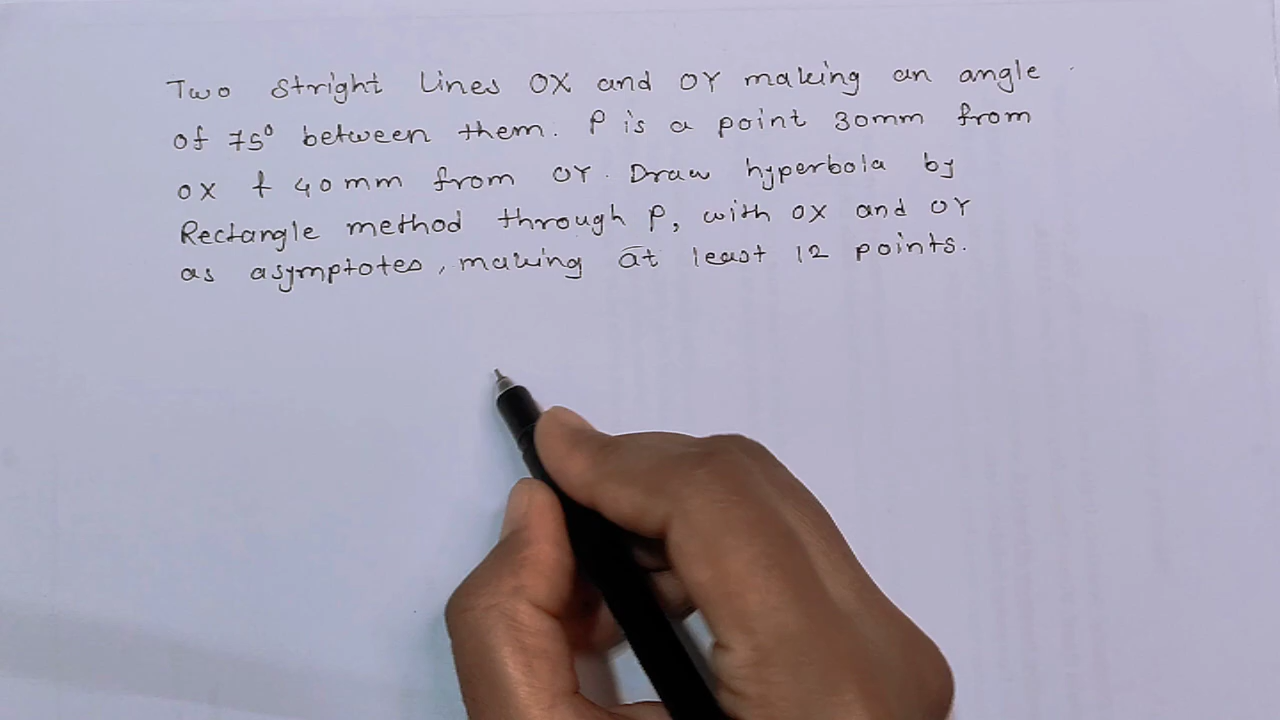 Two Stright Lines OX and OY making an angle
of 75° between them. P is a point 30mm from
OX & 40mm from OY. Draw hyperbola by
Rectangle method through P, with OX and OY
as asymptotes, making at least 12 points.